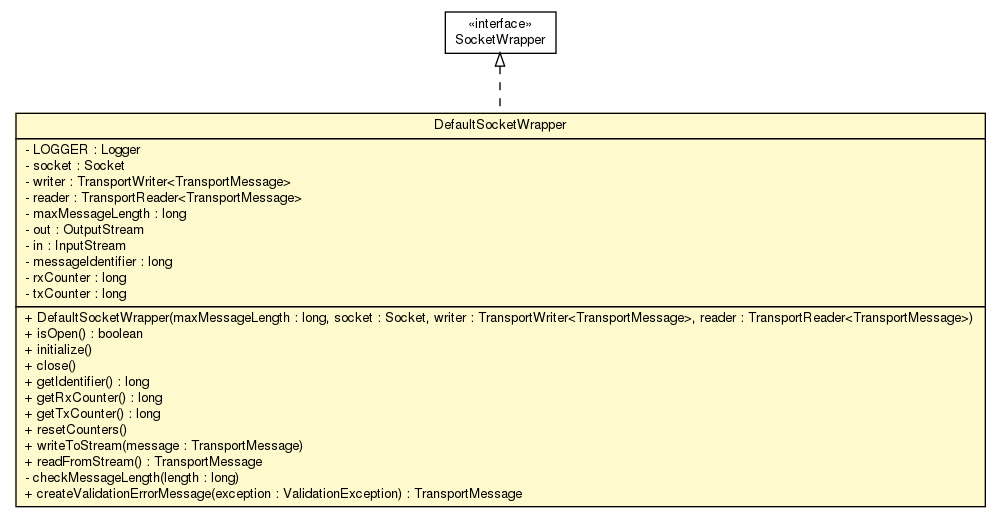 «interface»
SocketWrapper
DefaultSocketWrapper
- LOGGER : Logger
- socket : Socket
- writer : TransportWriter<TransportMessage>
- reader : TransportReader<TransportMessage>
- maxMessageLength : long
- out : OutputStream
- in : InputStream
- messageIdentifier : long
- rxCounter : long
- txCounter : long
+ DefaultSocketWrapper(maxMessageLength : long, socket : Socket, writer : TransportWriter<TransportMessage>, reader : TransportReader<TransportMessage>)
+ isOpen() : boolean
+ initialize()
+ close()
+ getIdentifier() : long
+ getRxCounter() : long
+ getTxCounter() : long
+ resetCounters()
+ writeToStream(message : TransportMessage)
+ readFromStream() : TransportMessage
- checkMessageLength(length : long)
+ createValidationErrorMessage(exception : ValidationException) : TransportMessage